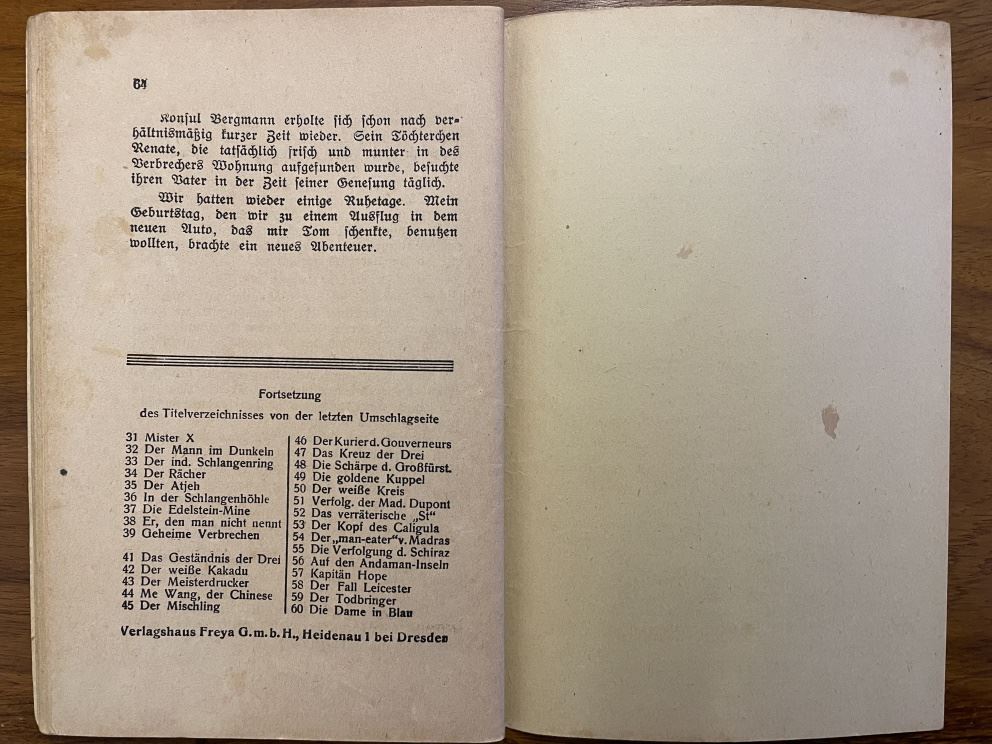 64
Konsul Bergmann erholte sich schon nach ver-
hältnismäßig kurzer Zeit wieder. Sein Töchterchen
Renate, die tatsächlich frisch und munter in des
Verbrechers Wohnung aufgefunden wurde, besuchte
ihren Vater in der Zeit seiner Genesung täglich.
Wir hatten wieder einige Ruhetage. Mein
Geburtstag, den wir zu einem Ausflug in dem
neuen Auto, das mir Tom schenkte, benutzen
wollten, brachte ein neues Abenteuer.
Fortsetzung
des Titelverzeichnisses von der letzten Umschlagseite
31 Mister X
32 Der Mann im Dunkeln
33 Der ind. Schlangenring
34 Der Rächer
35 Der Atjeh
36 In der Schlangenhöhle
37 Die Edelstein-Mine
38 Er, den man nicht nennt
39 Geheime Verbrechen
41 Das Geständnis der Drei
42 Der weiße Kakadu
43 Der Meisterdrucker
44 Me Wang, der Chinese
45 Der Mischling
46 Der Kurier d. Gouverneurs
47 Das Kreuz der Drei
48 Die Schärpe d. Großfürst.
49 Die goldene Kuppel
50 Der weiße Kreis
51 Verfolg. der Mad. Dupont
52 Das verräterische „St“
53 Der Kopf des Caligula
54 Der „man-eater“ v. Madras
55 Die Verfolgung d. Schiraz
56 Auf den Andaman-Inseln
57 Kapitän Hope
58 Der Fall Leicester
59 Der Todbringer
60 Die Dame in Blau
Verlagshaus Freya G. m. b. H., Heidenau 1 bei Dresden